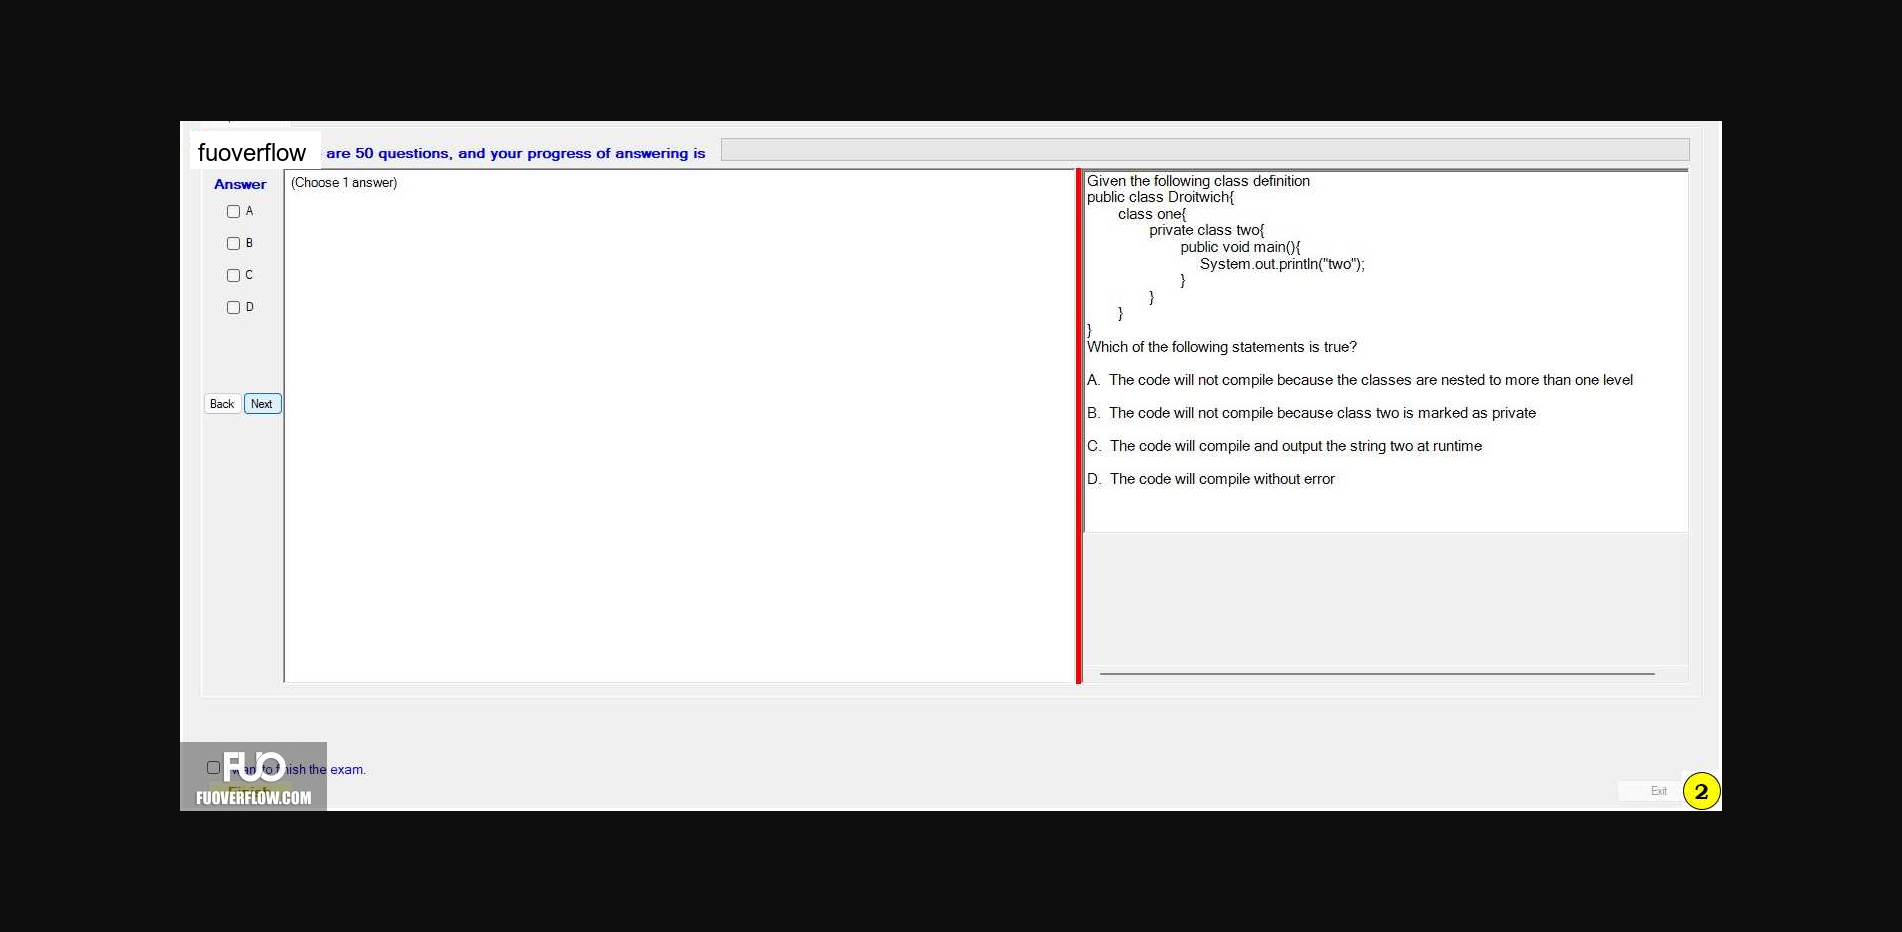 fuoverflow are 50 questions, and your progress of answering is
Answer
A
B
C
D
Back Next
(Choose 1 answer)
Given the following class definition
public class Droitwich{
class one{
private class two{
public void main(){
System.out.println("two");
}
}
}
}
Which of the following statements is true?
A. The code will not compile because the classes are nested to more than one level
B. The code will not compile because class two is marked as private
C. The code will compile and output the string two at runtime
D. The code will compile without error
FUO
want to finish the exam.
Finish
FUOVERFLOW.COM
Exit
2